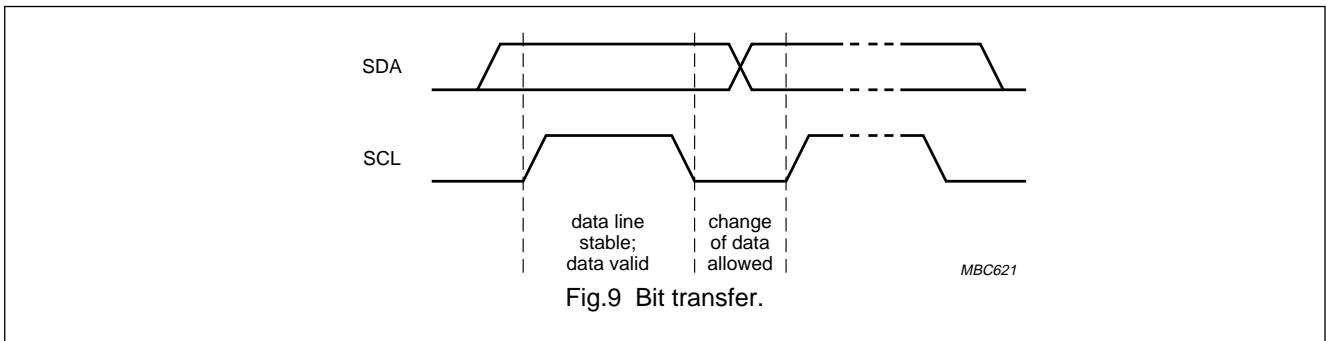 SDA
SCL
data line
stable;
data valid
change
of data
allowed
MBC621
Fig.9 Bit transfer.